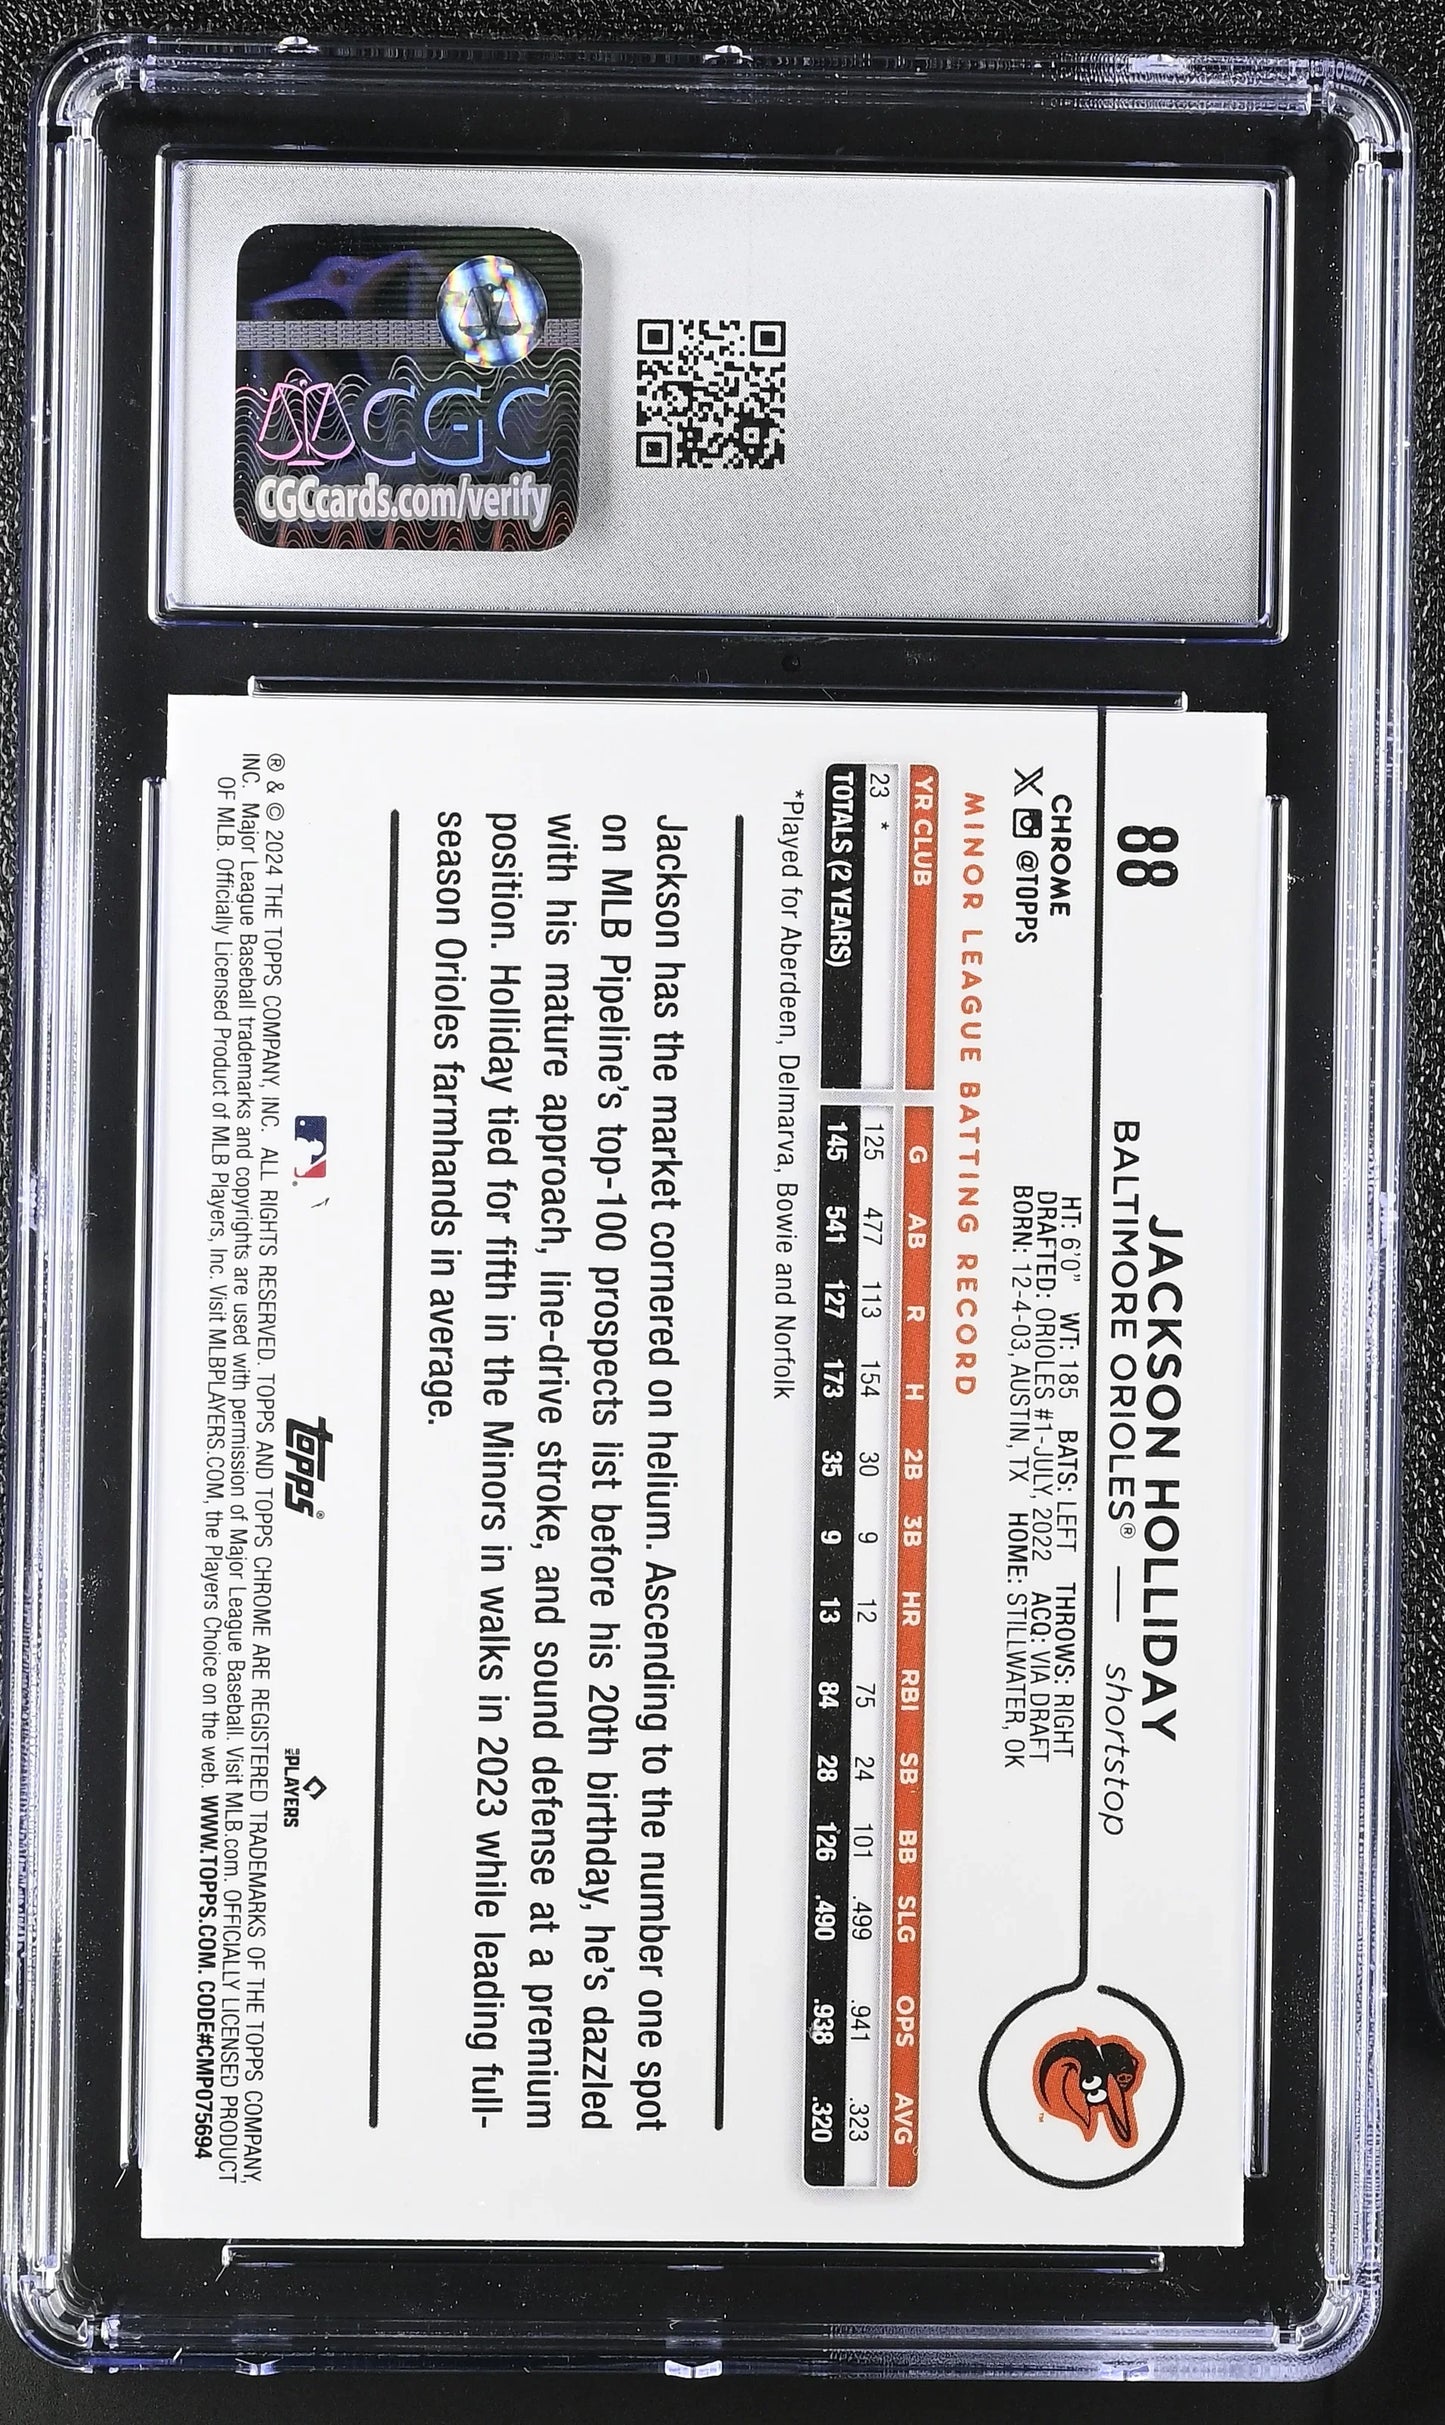 CGC
CGCcards.com/verify
88
JACKSON HOLLIDAY
BALTIMORE ORIOLES® — shortstop
CHROME
@TOPPS
HT: 6'0" WT: 185 BATS: LEFT THROWS: RIGHT
DRAFTED: ORIOLES #1-JULY, 2022 ACQ: VIA DRAFT
BORN: 12-4-03, AUSTIN, TX HOME: STILLWATER, OK
MINOR LEAGUE BATTING RECORD
YR CLUB G AB R H 2B 3B HR RBI SB BB SLG OPS AVG
23 * 125 477 113 154 30 9 12 75 24 101 .499 .941 .323
TOTALS (2 YEARS) 145 541 127 173 35 9 13 84 28 126 .490 .938 .320
*Played for Aberdeen, Delmarva, Bowie and Norfolk
Jackson has the market cornered on helium. Ascending to the number one spot
on MLB Pipeline's top-100 prospects list before his 20th birthday, he's dazzled
with his mature approach, line-drive stroke, and sound defense at a premium
position. Holliday tied for fifth in the Minors in walks in 2023 while leading full-
season Orioles farmhands in average.
topps®
MLB PLAYERS
® & © 2024 THE TOPPS COMPANY, INC. ALL RIGHTS RESERVED. TOPPS AND TOPPS CHROME ARE REGISTERED TRADEMARKS OF THE TOPPS COMPANY,
INC. Major League Baseball trademarks and copyrights are used with permission of Major League Baseball. Visit MLB.com. OFFICIALLY LICENSED PRODUCT
OF MLB. Officially Licensed Product of MLB Players, Inc. Visit MLBPLAYERS.COM, the Players Choice on the web. WWW.TOPPS.COM. CODE#CMP075694